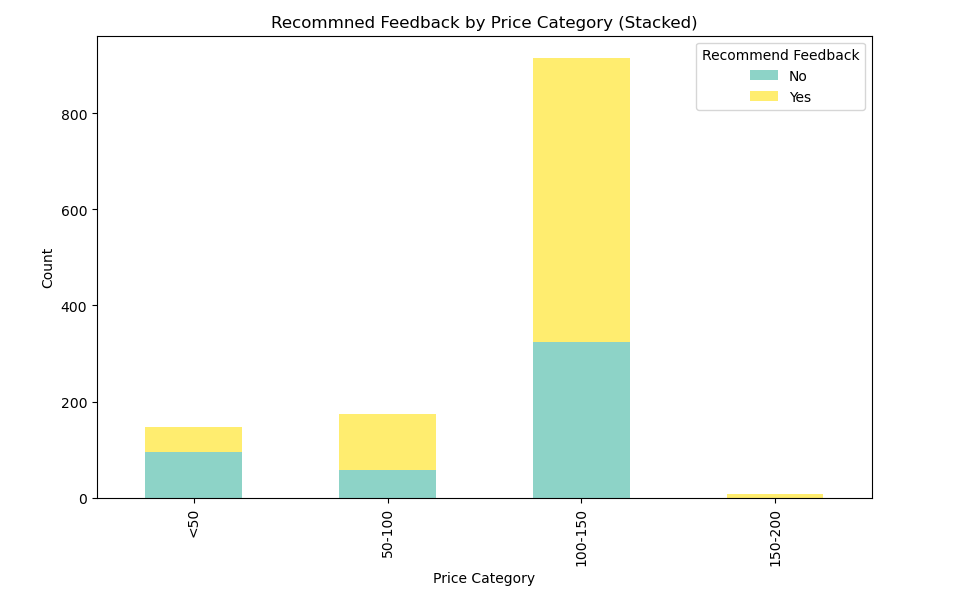 Recommned Feedback by Price Category (Stacked)
Recommend Feedback
No
Yes
800
600
400
200
0
Count
<50
50-100
100-150
150-200
Price Category